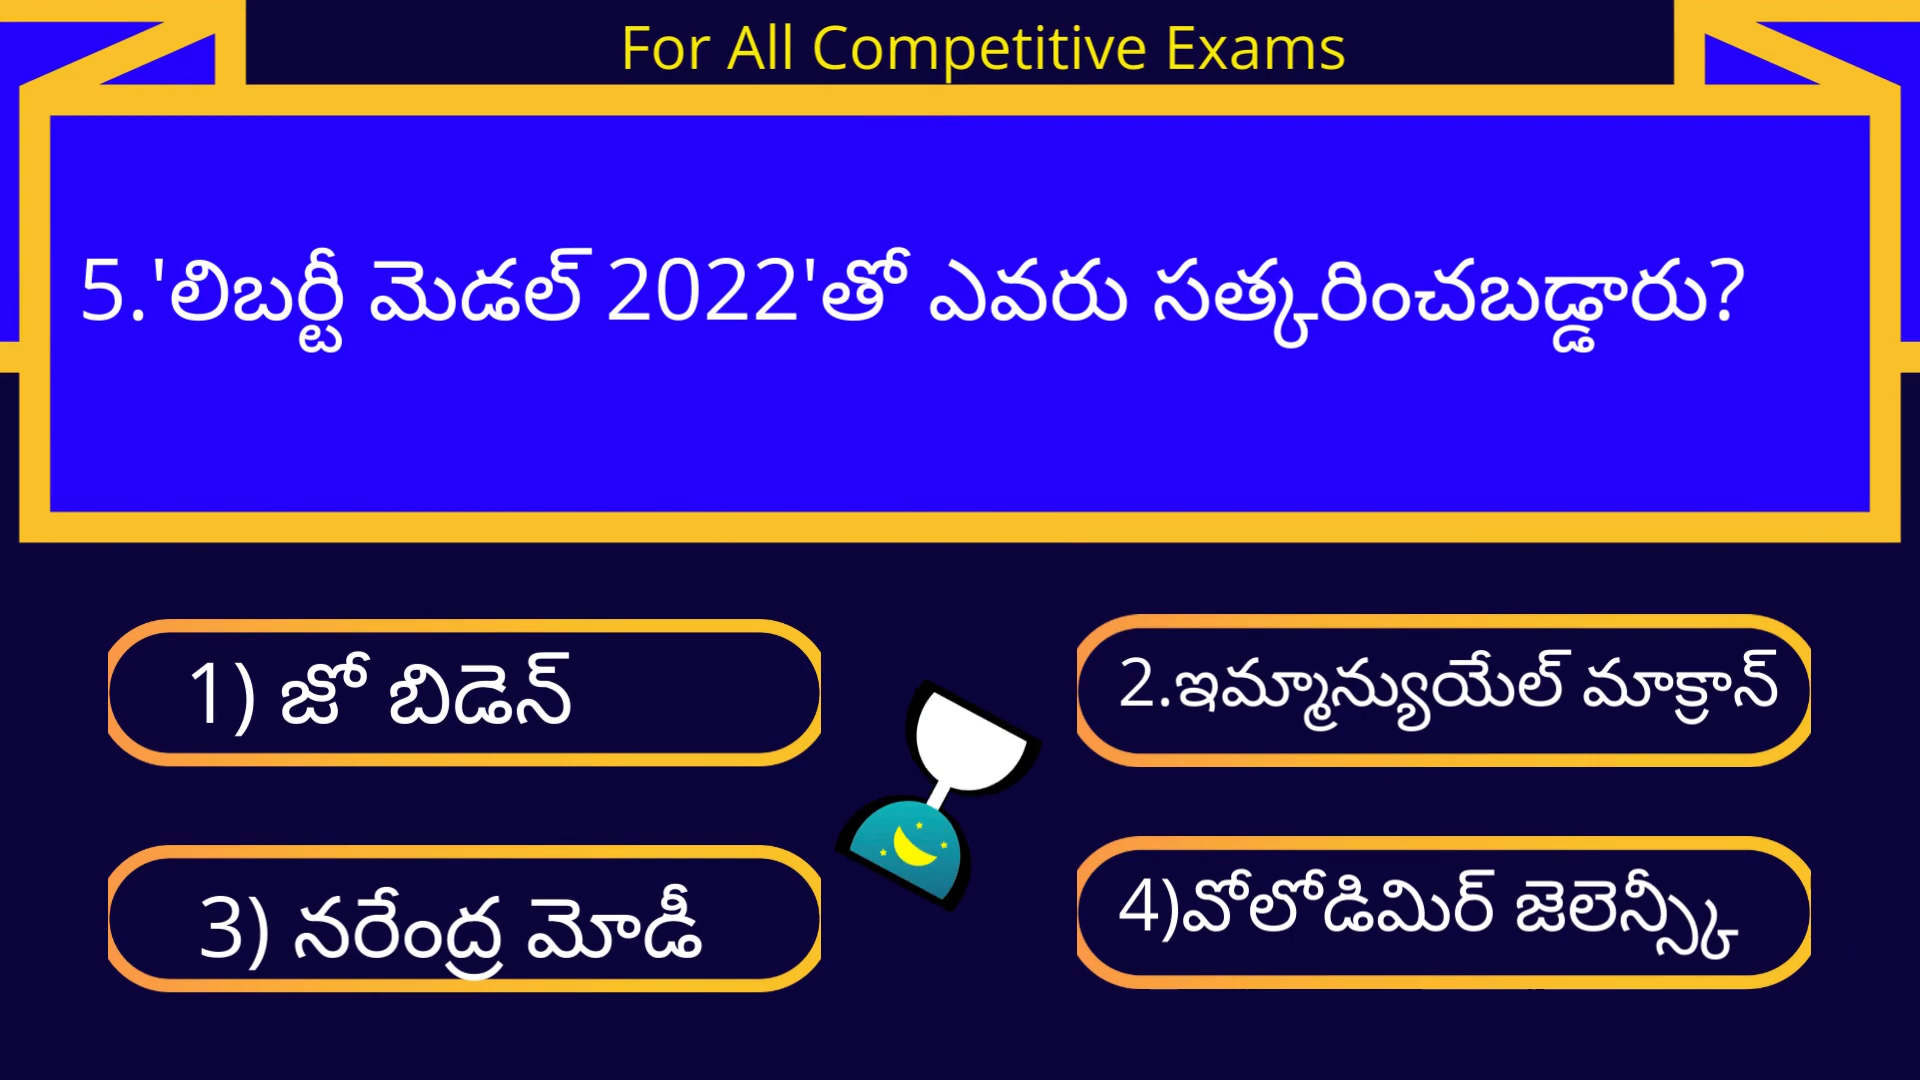 For All Competitive Exams
5.'లిబర్టీ మెడల్ 2022'తో ఎవరు సత్కరించబడ్డారు?
1) జో బిడెన్
2.ఇమ్మాన్యుయేల్ మాక్రాన్
3) నరేంద్ర మోడీ
4)వోలోడిమిర్ జెలెన్స్కీ